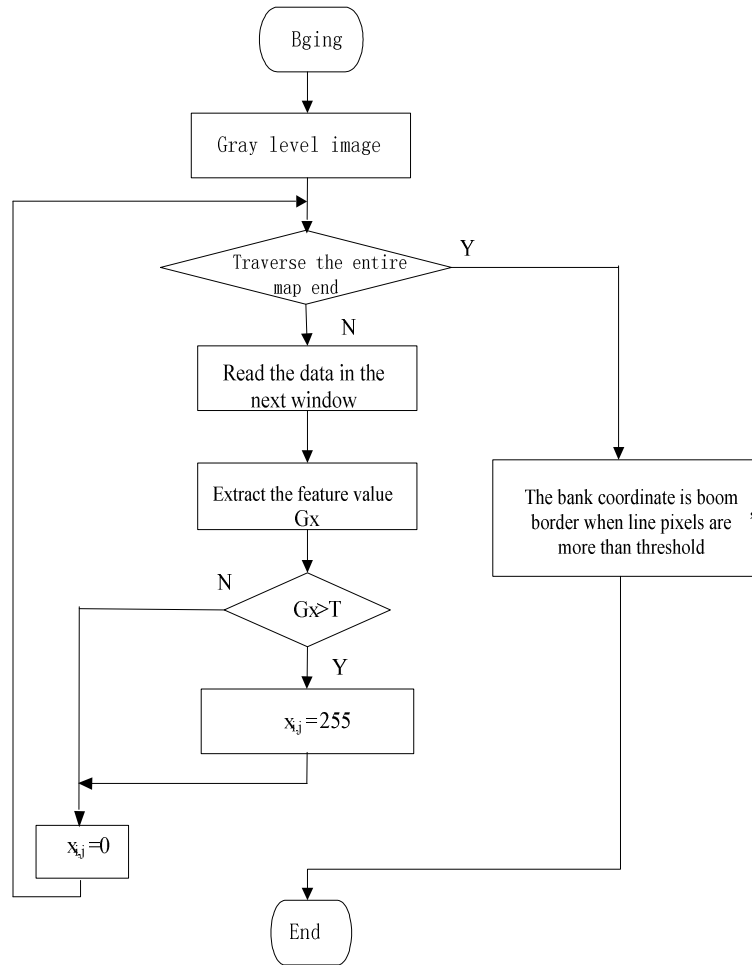 Bging
Gray level image
Traverse the entire
map end
Y
N
Read the data in the
next window
Extract the feature value
Gx
The bank coordinate is boom
border when line pixels are
more than threshold
,
N
Gx>T
Y
xi,j=255
xi,j=0
End